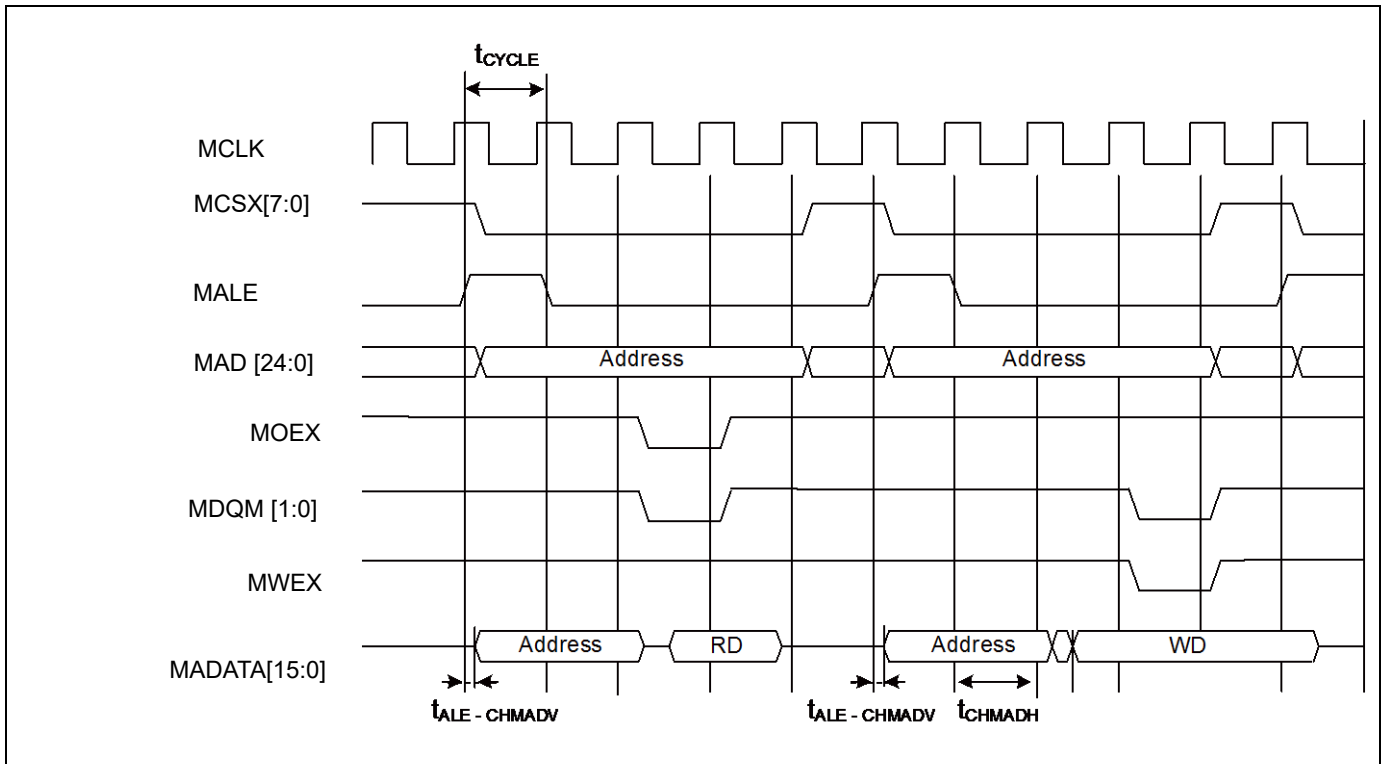 tCYCLE
MCLK
MCSX[7:0]
MALE
MAD [24:0]
Address
Address
MOEX
MDQM [1:0]
MWEX
MADATA[15:0]
Address
RD
Address
WD
tALE - CHMADV
tALE - CHMADV
tCHMADH